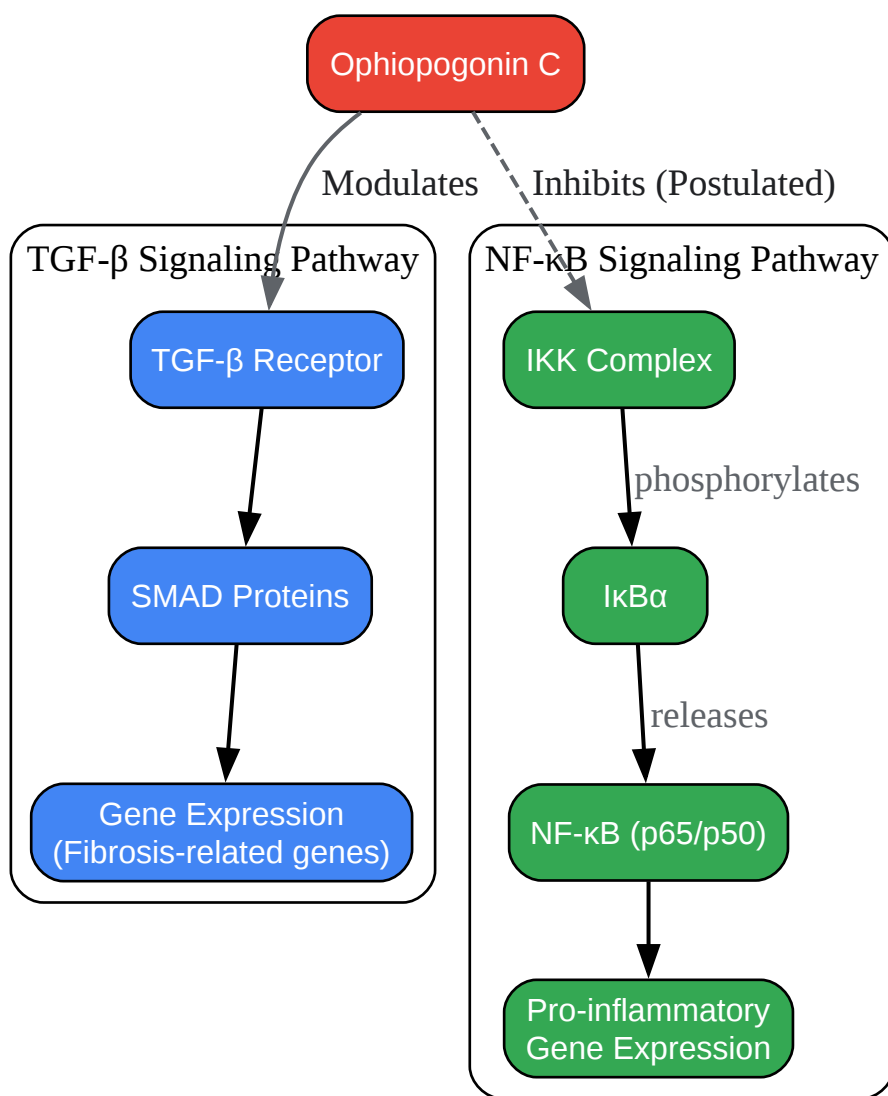 Ophiopogonin C
Modulates
Inhibits (Postulated)
TGF-β Signaling Pathway
TGF-β Receptor
SMAD Proteins
Gene Expression
(Fibrosis-related genes)
NF-κB Signaling Pathway
IKK Complex
phosphorylates
IκBα
releases
NF-κB (p65/p50)
Pro-inflammatory
Gene Expression